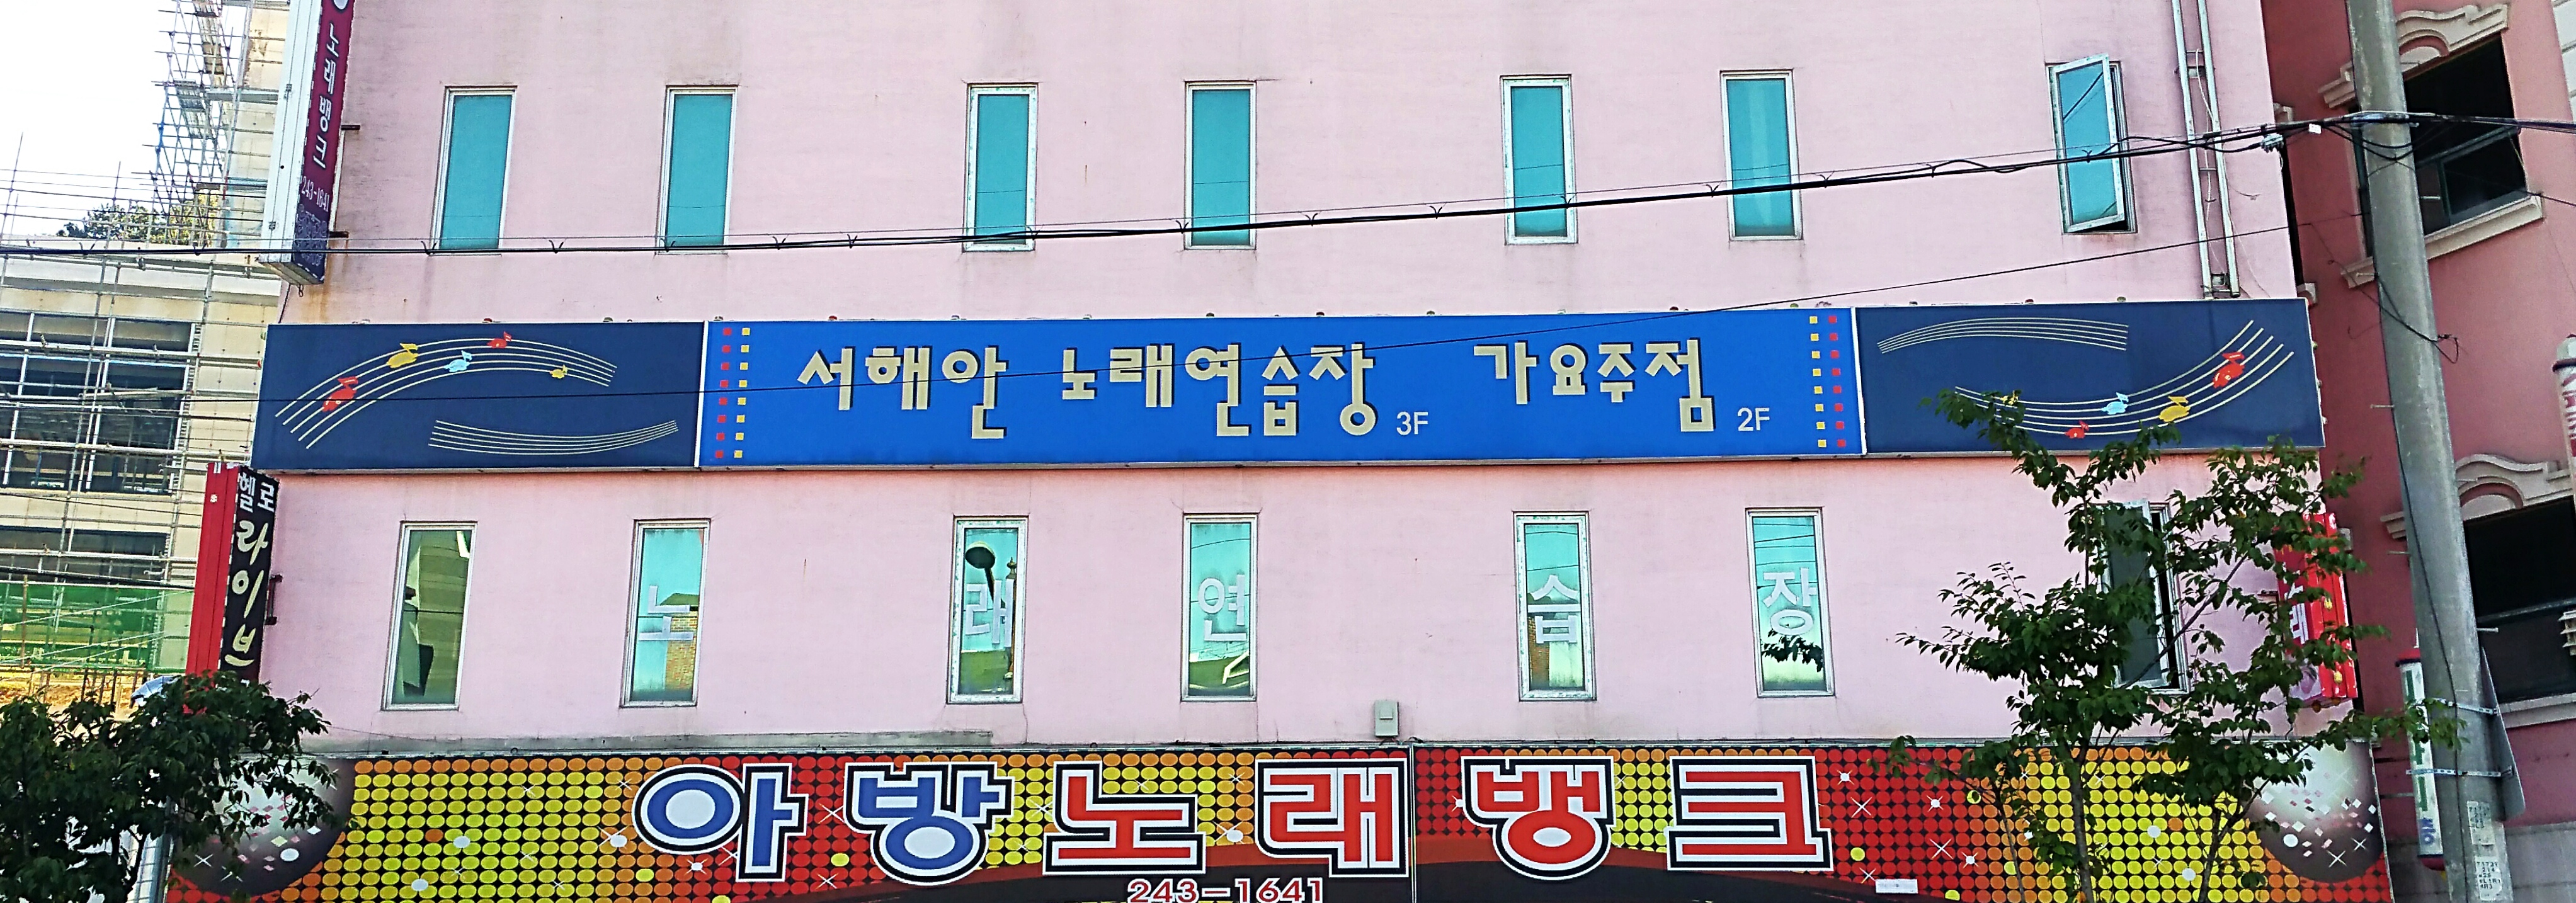 노래뱅크
243-1641
서해안 노래연습장 3F 가요주점 2F
헬로
라이브
노래연습장
아방노래뱅크
243-1641